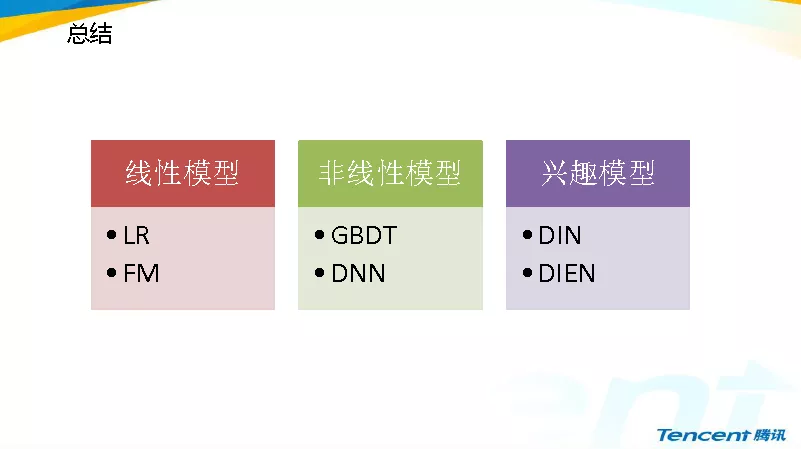 总结
线性模型
• LR
• FM
非线性模型
• GBDT
• DNN
兴趣模型
• DIN
• DIEN
Tencent 腾讯